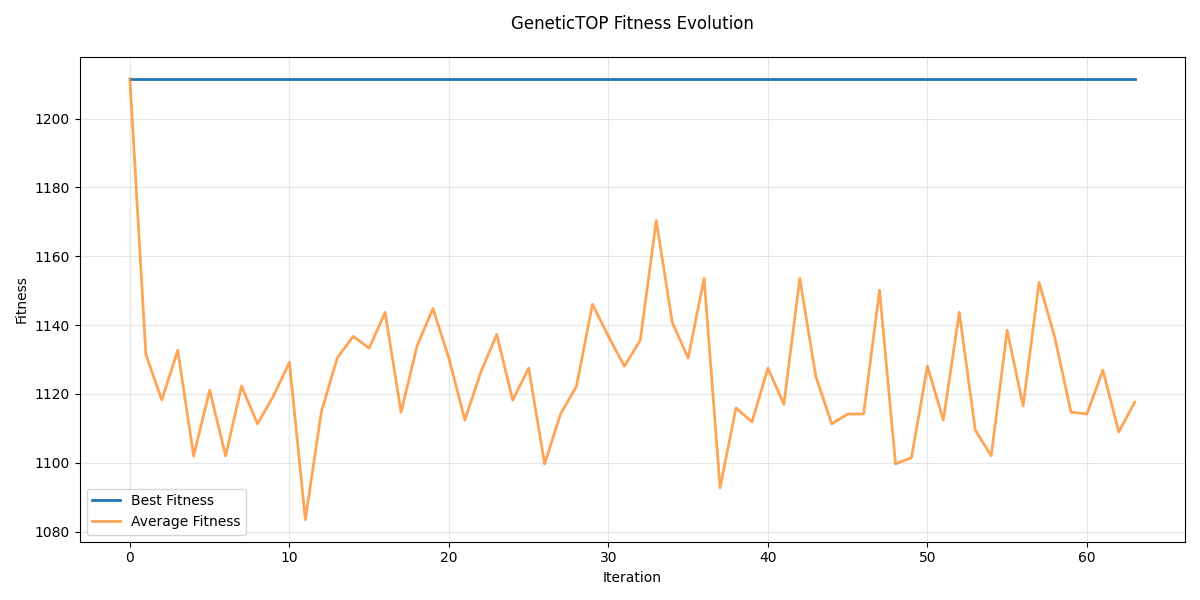 GeneticTOP Fitness Evolution
Fitness
1200
1180
1160
1140
1120
1100
1080
Best Fitness
Average Fitness
0 10 20 30 40 50 60
Iteration